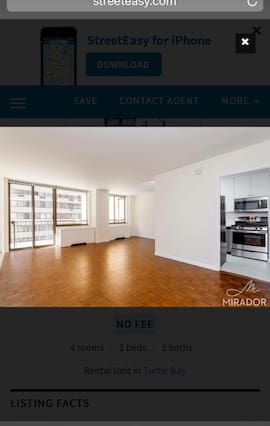 streeteasy.com
StreetEasy for iPhone
DOWNLOAD
SAVE
CONTACT AGENT
MORE
MIRADOR
NO FEE
4 rooms
2 beds
2 baths
Rental Unit in Turtle Bay
LISTING FACTS